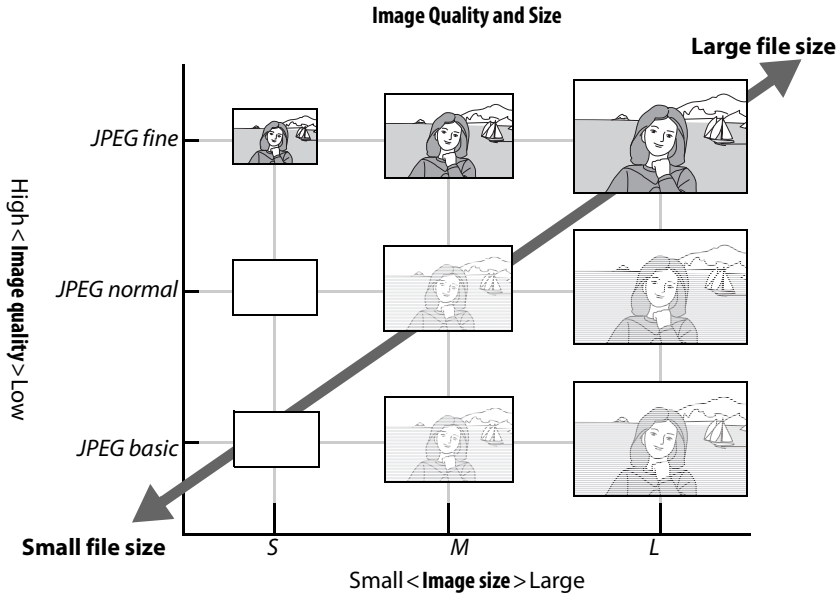 Image Quality and Size
Large file size
JPEG fine
JPEG normal
JPEG basic
High < Image quality > Low
Small file size
S M L
Small < Image size > Large